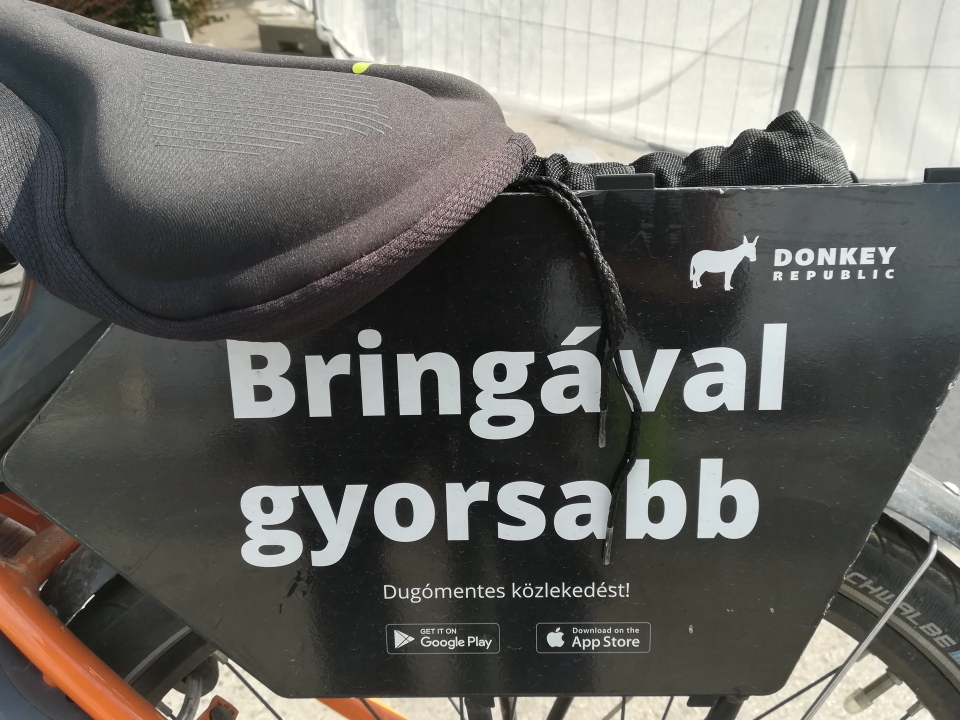 DONKEY
REPUBLIC
Bringával
gyorsabb
Dugómentes közlekedést!
GET IT ON
Google Play
Download on the
App Store